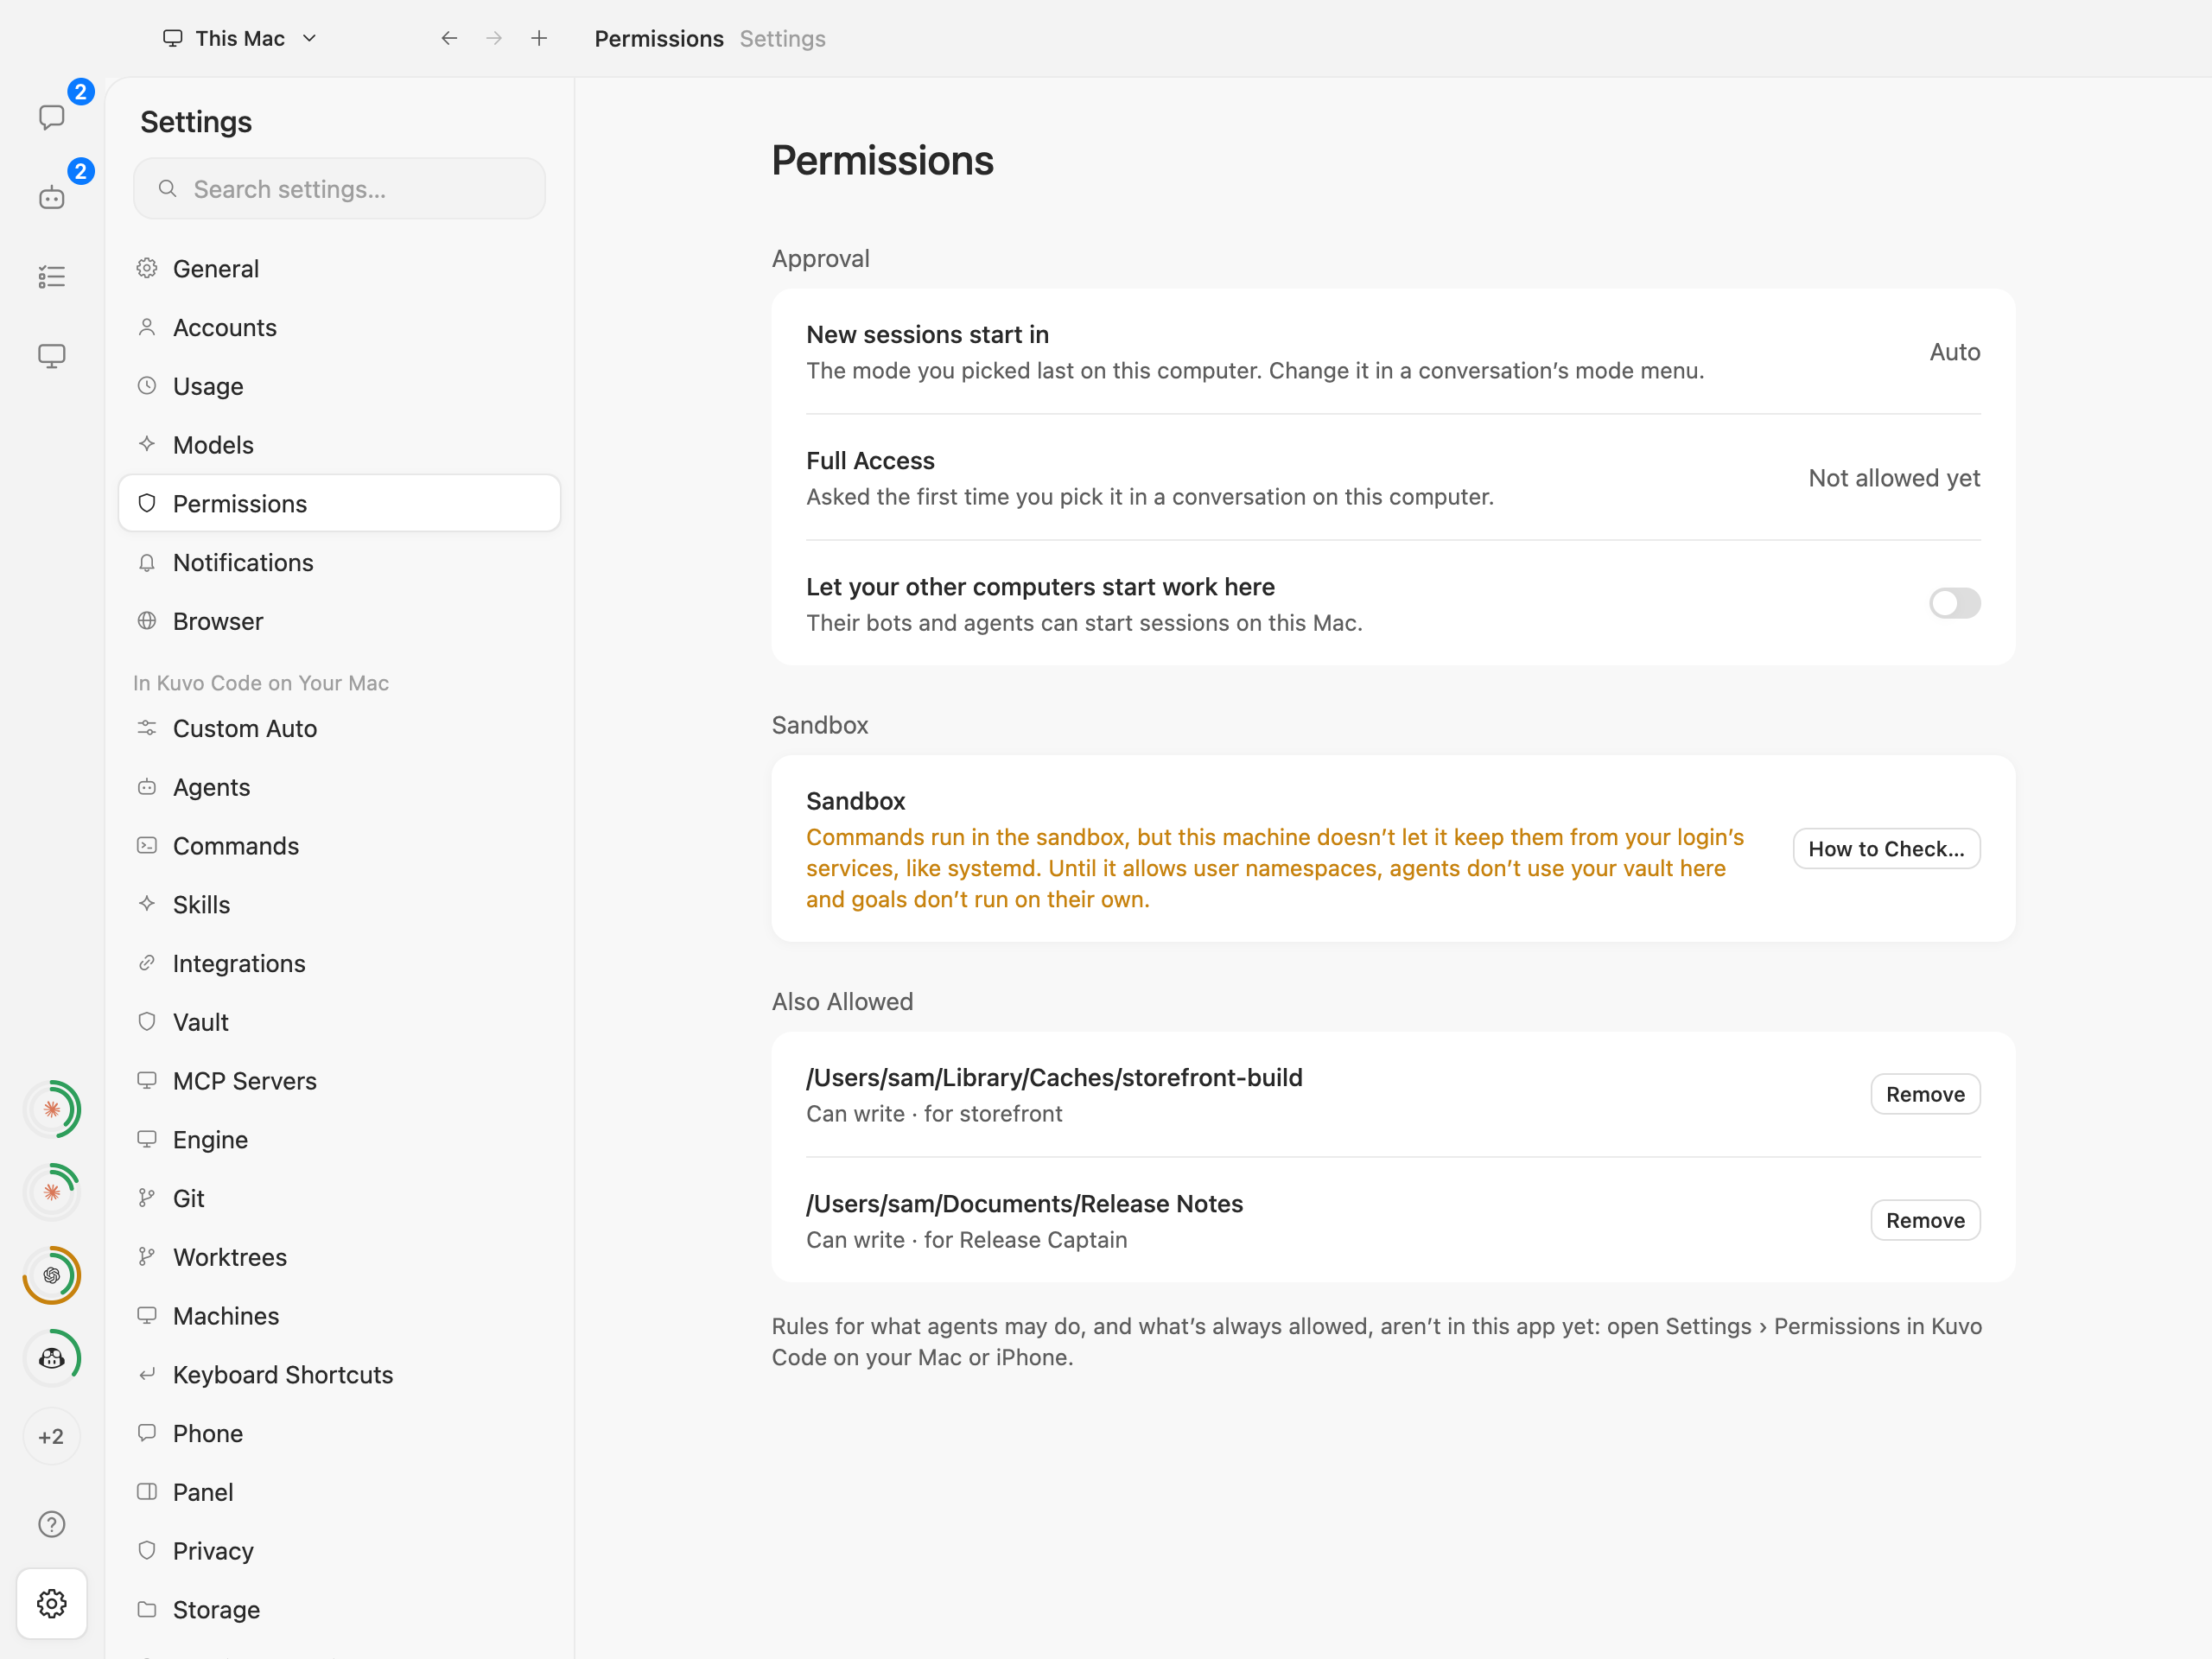 This Mac
Permissions Settings
2
2
+2
Settings
Search settings...
General
Accounts
Usage
Models
Permissions
Notifications
Browser
In Kuvo Code on Your Mac
Custom Auto
Agents
Commands
Skills
Integrations
Vault
MCP Servers
Engine
Git
Worktrees
Machines
Keyboard Shortcuts
Phone
Panel
Privacy
Storage
Permissions
Approval
New sessions start in
The mode you picked last on this computer. Change it in a conversation’s mode menu.
Auto
Full Access
Asked the first time you pick it in a conversation on this computer.
Not allowed yet
Let your other computers start work here
Their bots and agents can start sessions on this Mac.
Sandbox
Sandbox
Commands run in the sandbox, but this machine doesn’t let it keep them from your login’s
services, like systemd. Until it allows user namespaces, agents don’t use your vault here
and goals don’t run on their own.
How to Check...
Also Allowed
/Users/sam/Library/Caches/storefront-build
Can write · for storefront
Remove
/Users/sam/Documents/Release Notes
Can write · for Release Captain
Remove
Rules for what agents may do, and what’s always allowed, aren’t in this app yet: open Settings › Permissions in Kuvo
Code on your Mac or iPhone.